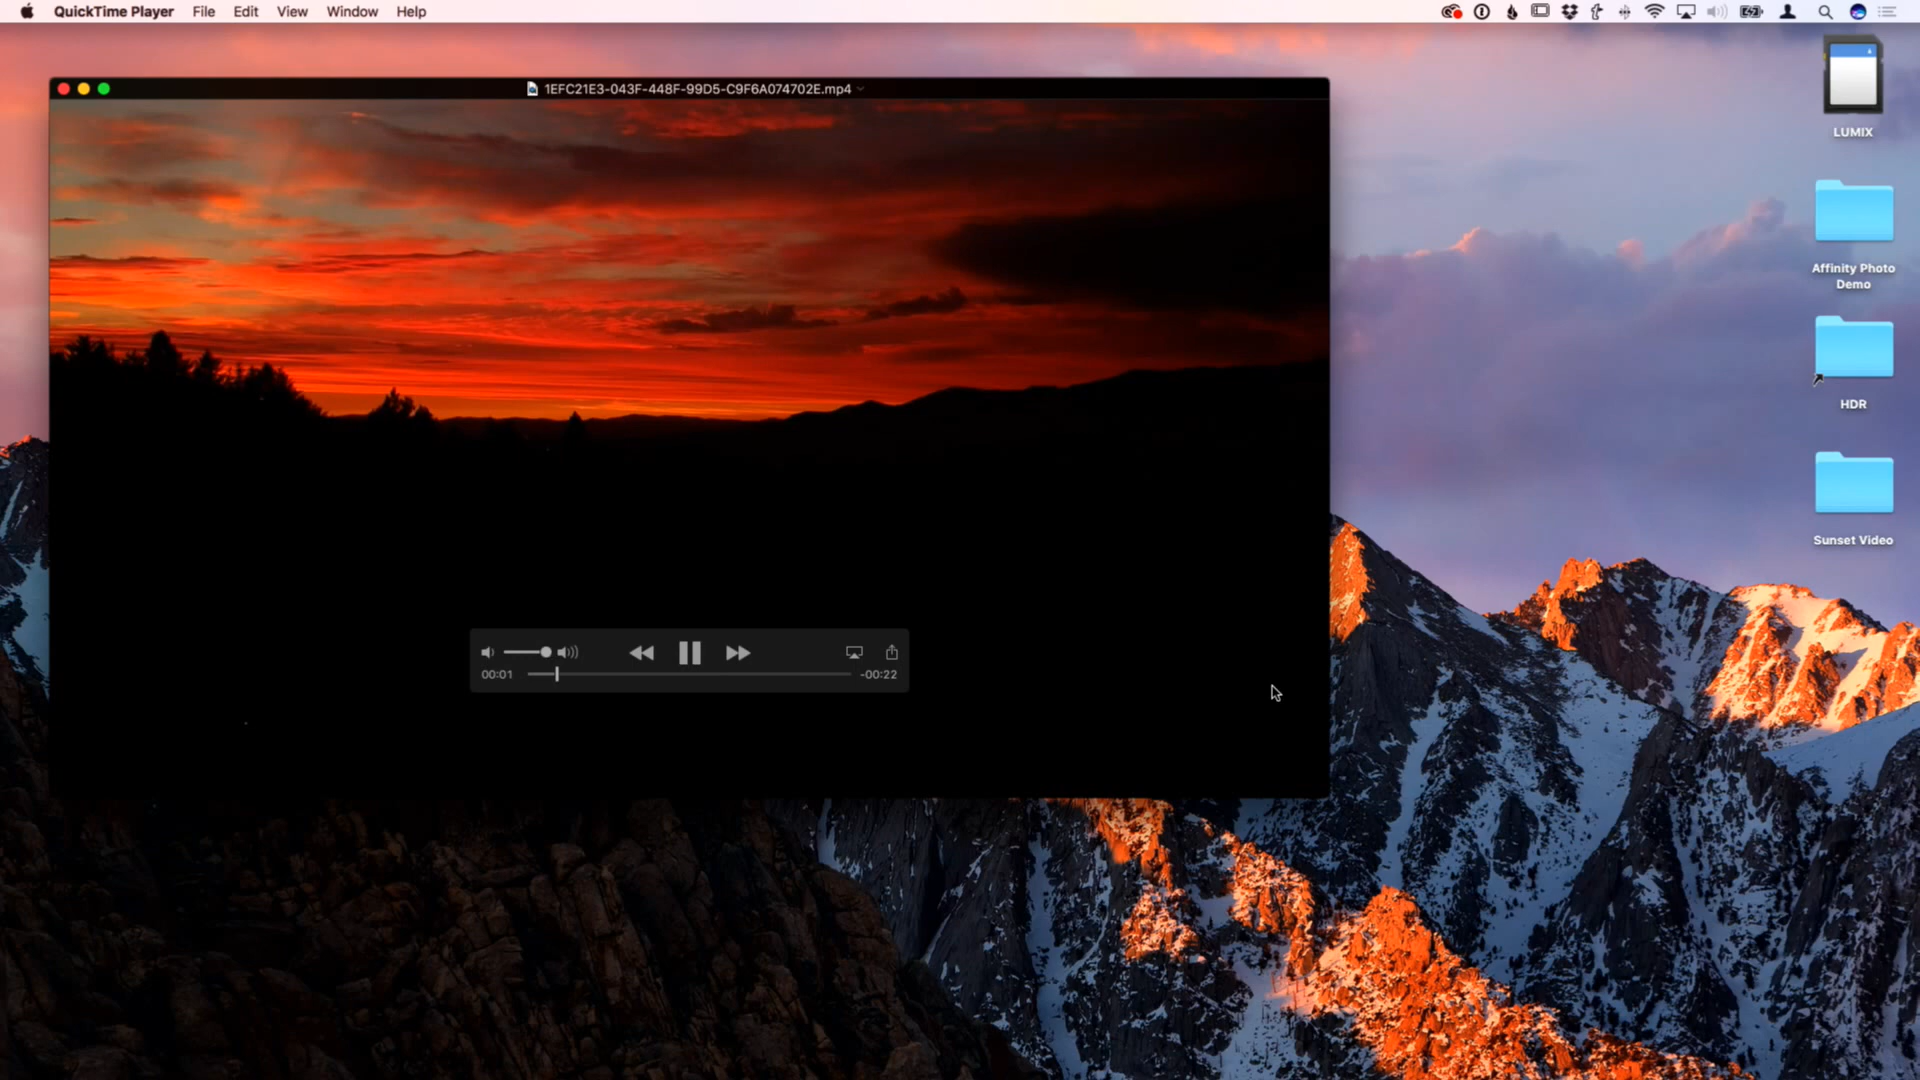 QuickTime Player File Edit View Window Help
1EFC21E3-043F-448F-99D5-C9F6A074702E.mp4
LUMIX
Affinity Photo
Demo
HDR
Sunset Video
00:01 -00:22